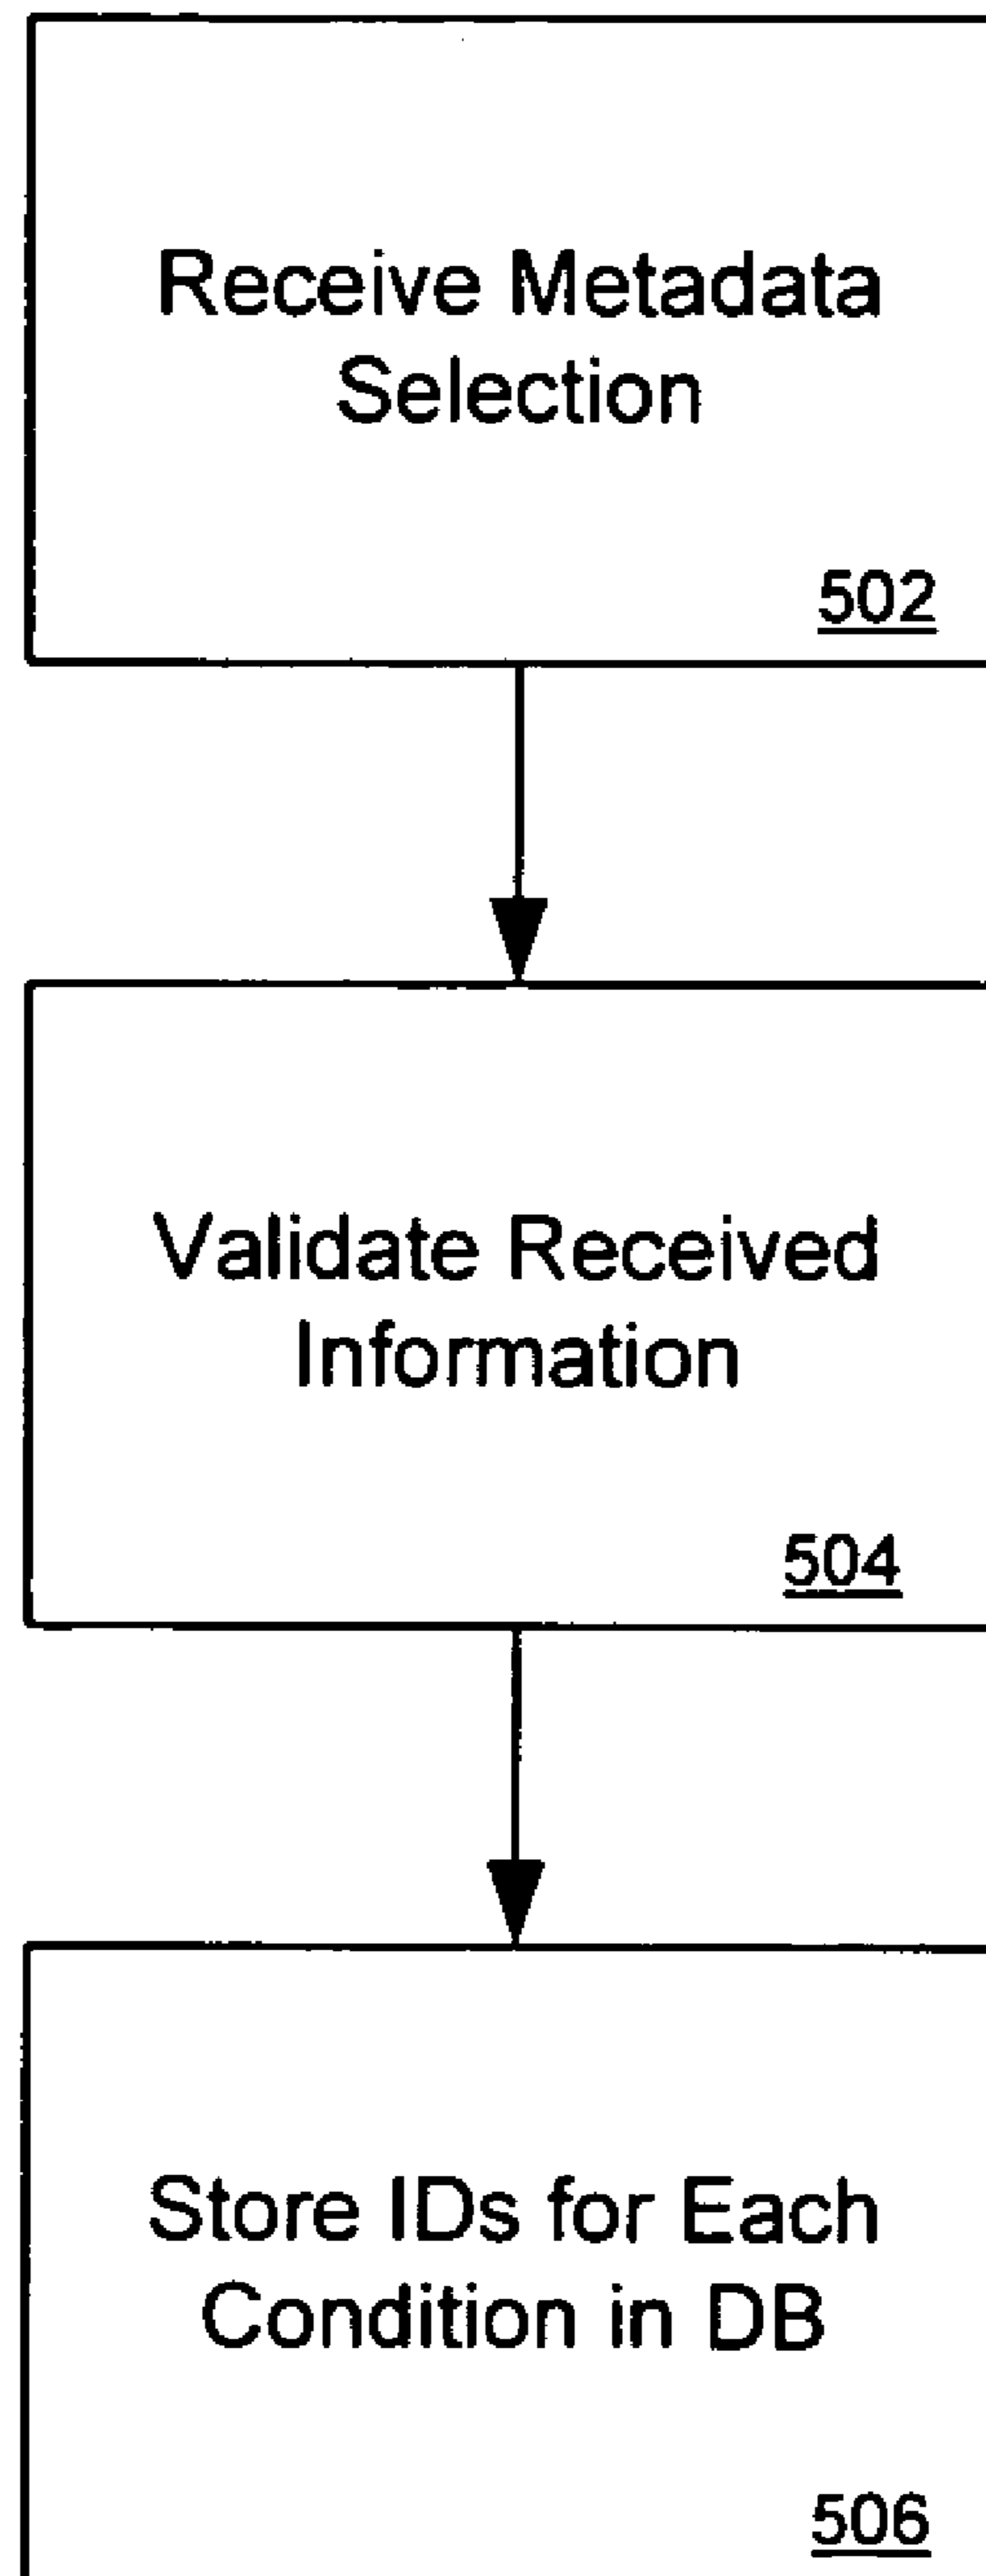 Receive Metadata
Selection
502
Validate Received
Information
504
Store IDs for Each
Condition in DB
506